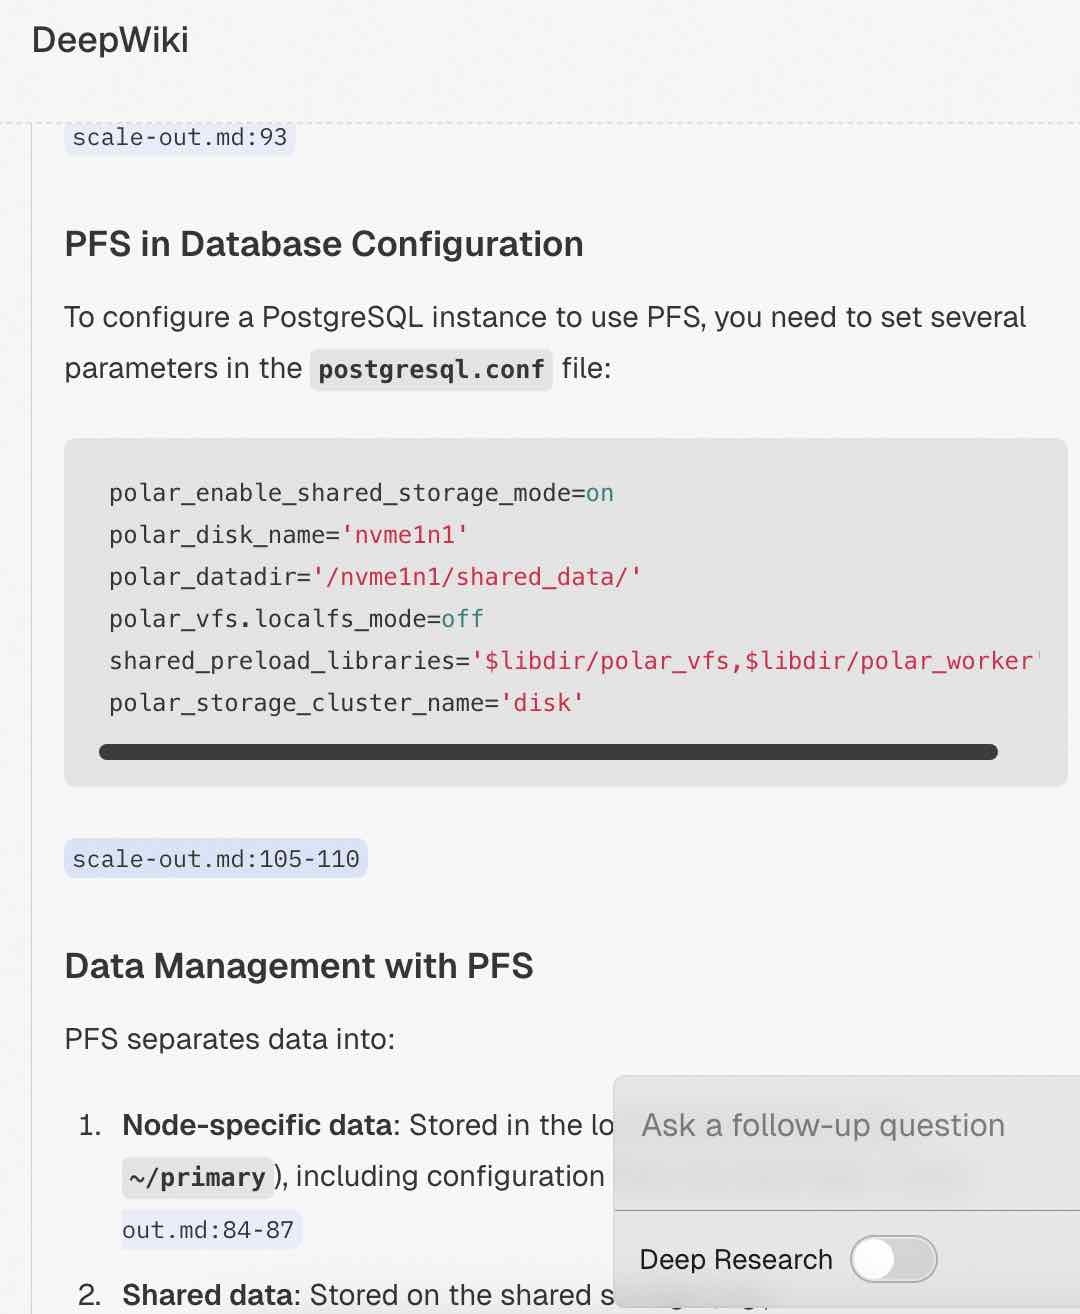 DeepWiki
scale-out.md:93
PFS in Database Configuration
To configure a PostgreSQL instance to use PFS, you need to set several
parameters in the postgresql.conf file:
polar_enable_shared_storage_mode=on
polar_disk_name='nvme1n1'
polar_datadir='/nvme1n1/shared_data/'
polar_vfs.localfs_mode=off
shared_preload_libraries='$libdir/polar_vfs,$libdir/polar_worker'
polar_storage_cluster_name='disk'
scale-out.md:105-110
Data Management with PFS
PFS separates data into:
1. Node-specific data: Stored in the lo
~/primary), including configuration
out.md:84-87
2. Shared data: Stored on the shared
Ask a follow-up question
Deep Research